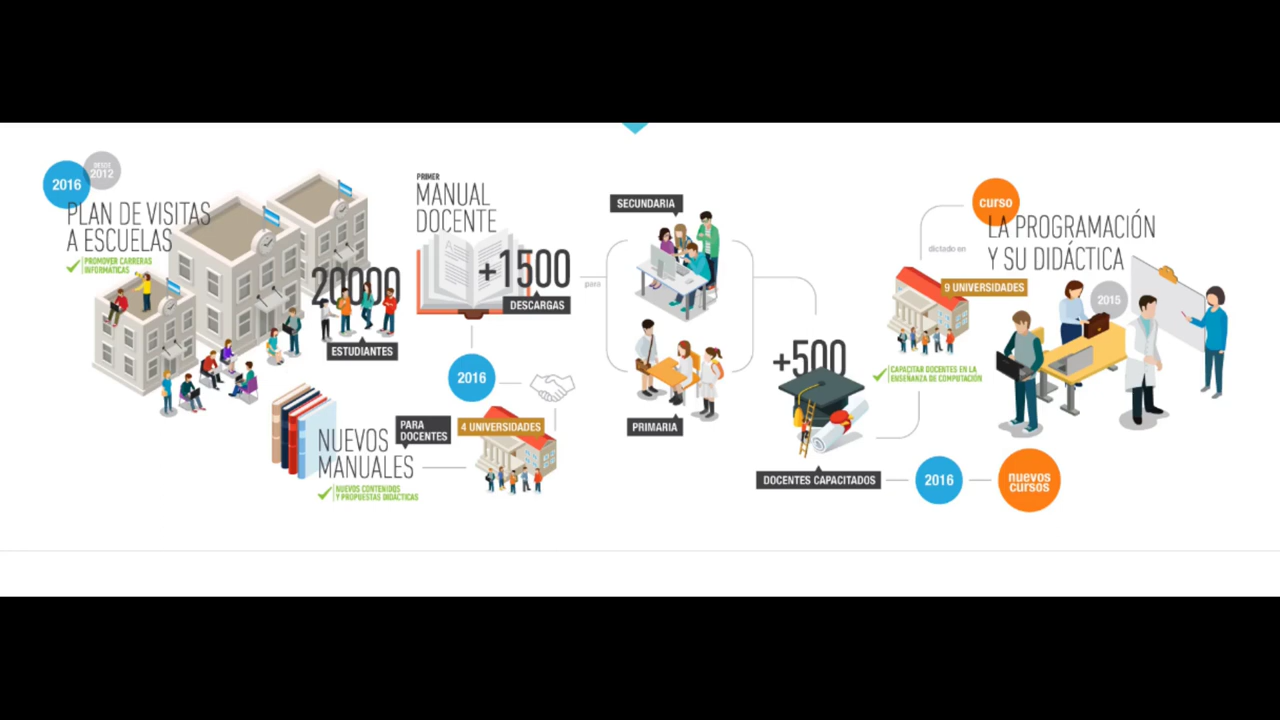 2016
DESDE
2012
PLAN DE VISITAS
A ESCUELAS
PROMOVER CARRERAS
INFORMÁTICAS
20000
ESTUDIANTES
PRIMER
MANUAL
DOCENTE
+1500
DESCARGAS
para
2016
NUEVOS
MANUALES
PARA
DOCENTES
4 UNIVERSIDADES
NUEVOS CONTENIDOS
Y PROPUESTAS DIDÁCTICAS
SECUNDARIA
PRIMARIA
+500
DOCENTES CAPACITADOS
2016
nuevos
cursos
curso
LA PROGRAMACIÓN
Y SU DIDÁCTICA
dictado en
9 UNIVERSIDADES
2015
CAPACITAR DOCENTES EN LA
ENSEÑANZA DE COMPUTACIÓN